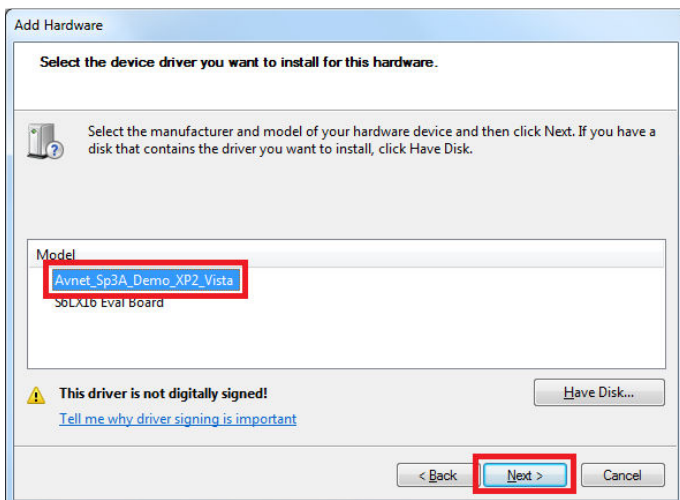 Add Hardware
Select the device driver you want to install for this hardware.
Select the manufacturer and model of your hardware device and then click Next. If you have a
disk that contains the driver you want to install, click Have Disk.
Model
Avnet_Sp3A_Demo_XP2_Vista
S6LX16 Eval Board
This driver is not digitally signed!
Have Disk...
Tell me why driver signing is important
< Back
Next >
Cancel